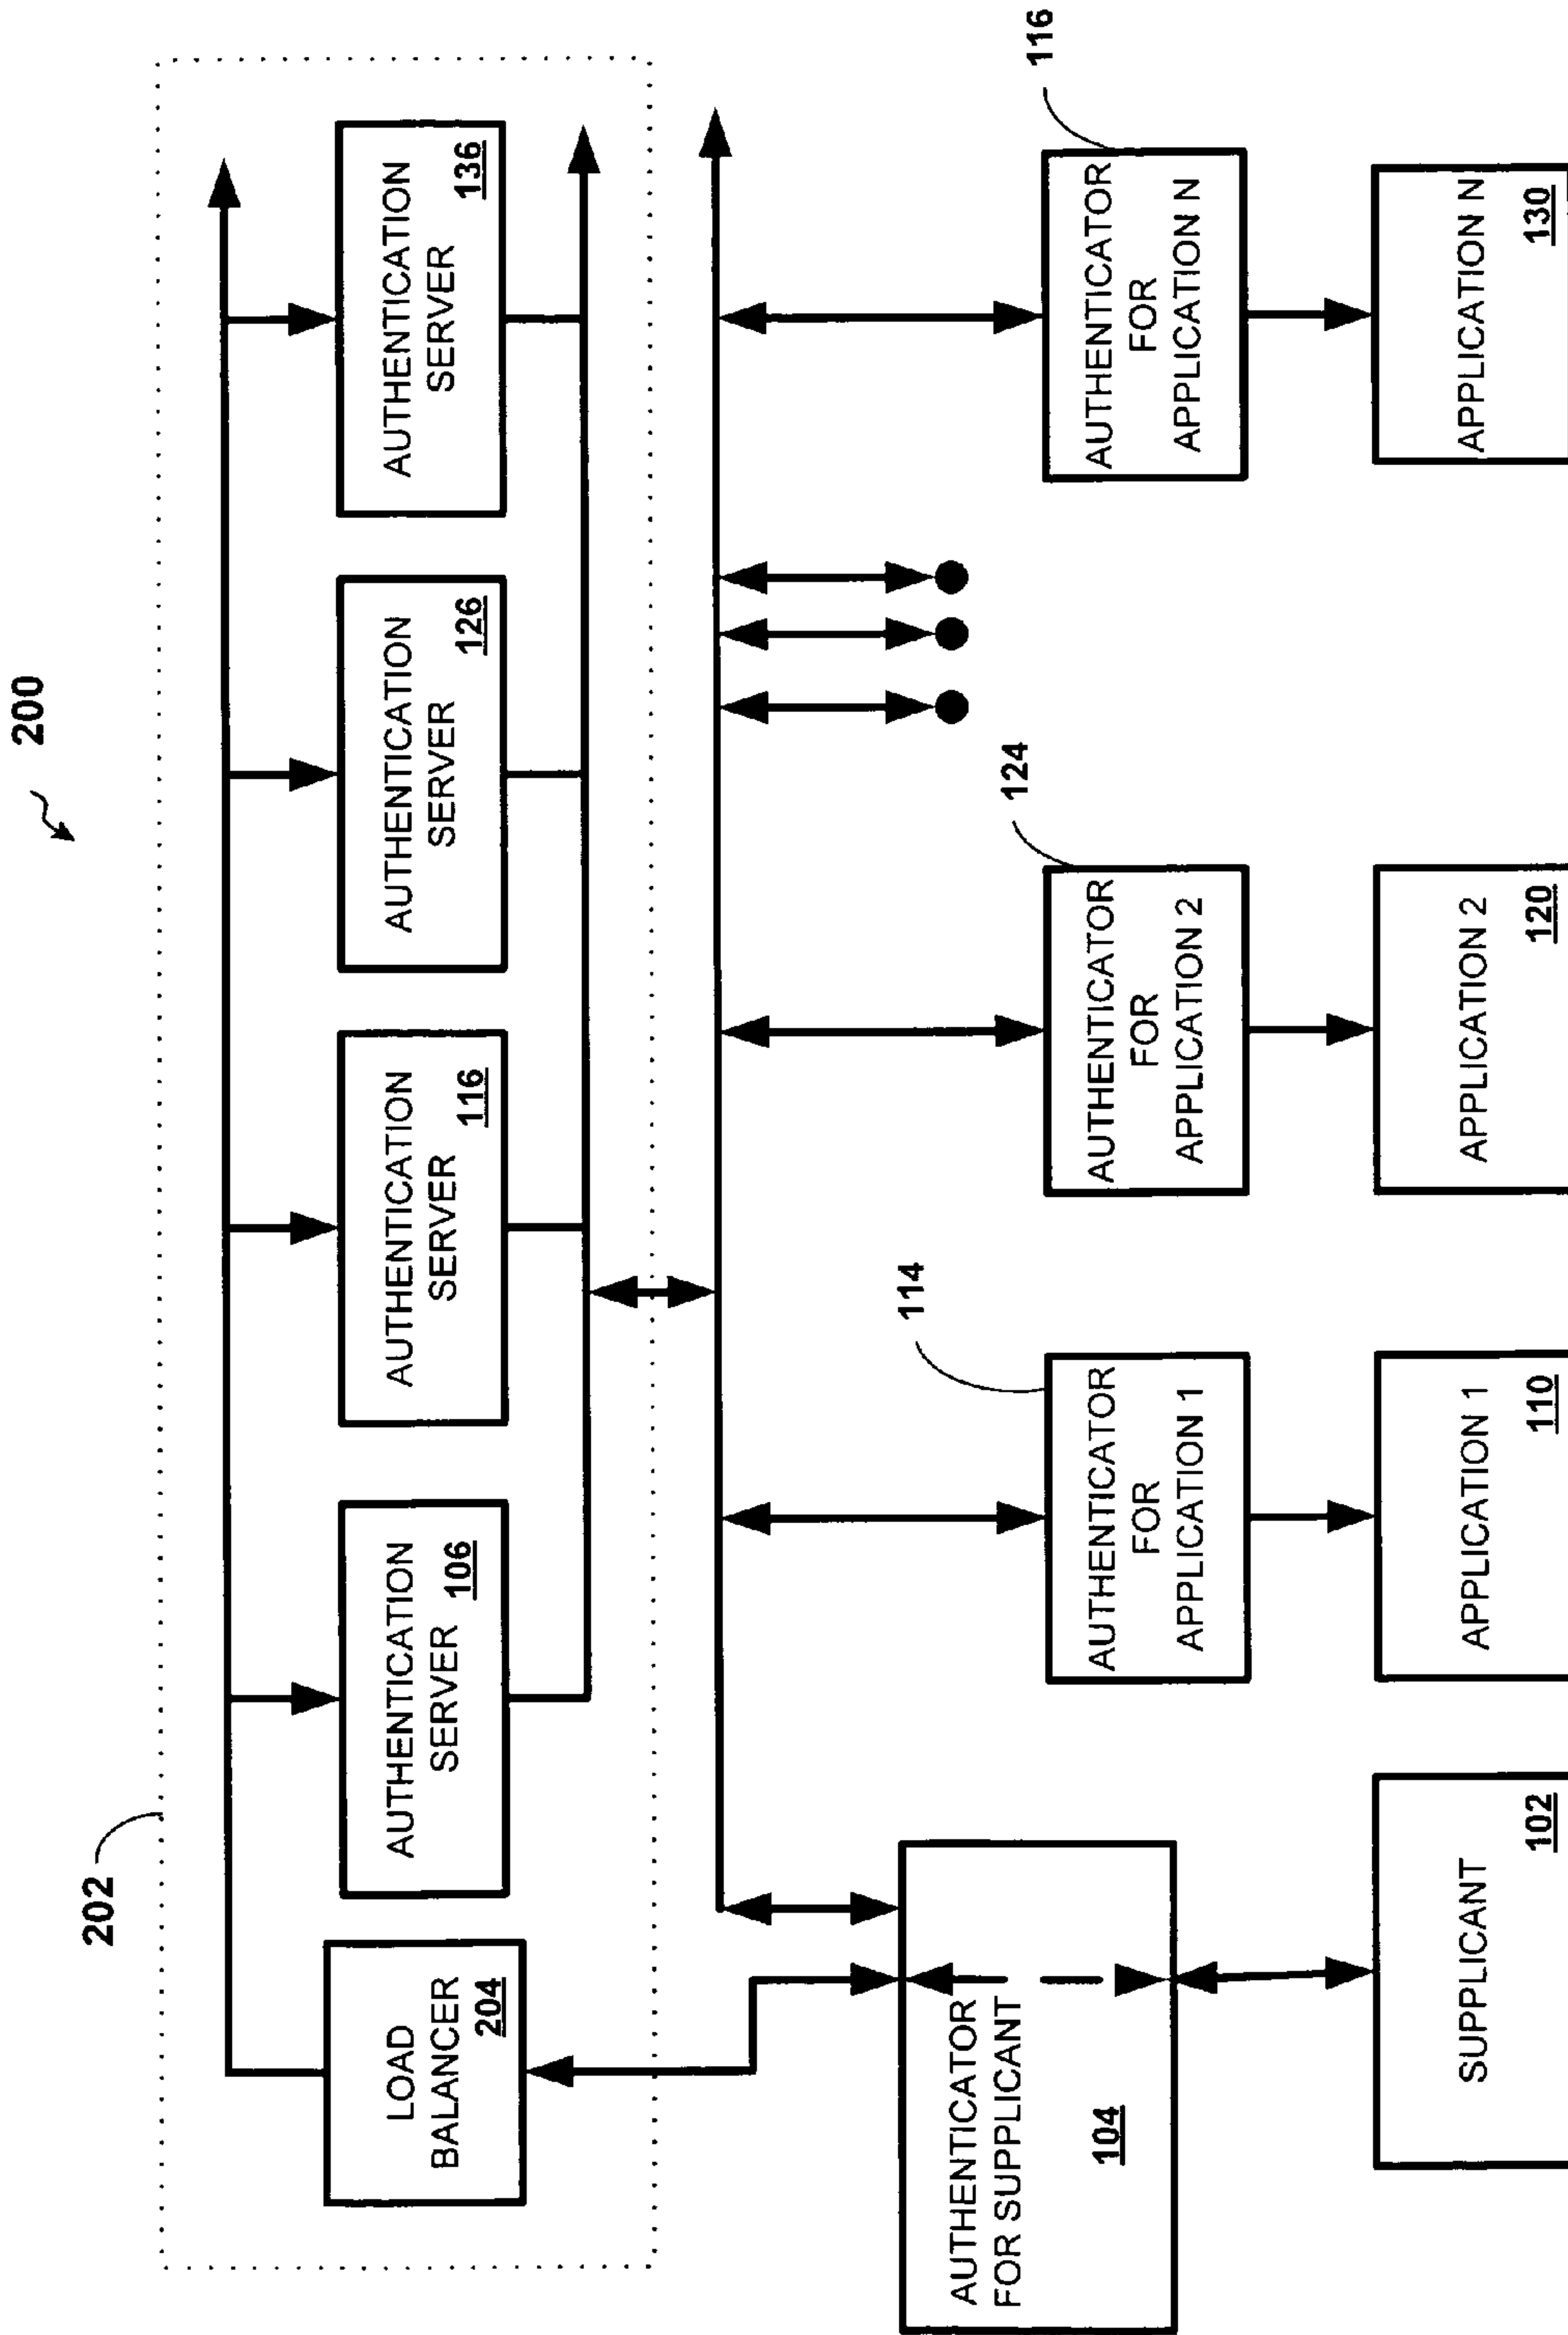 200
202
LOAD
BALANCER
204
AUTHENTICATION
SERVER
106
AUTHENTICATION
SERVER
116
AUTHENTICATION
SERVER
126
AUTHENTICATION
SERVER
136
AUTHENTICATOR
FOR SUPPLICANT
104
114
AUTHENTICATOR
FOR
APPLICATION 1
124
AUTHENTICATOR
FOR
APPLICATION 2
116
AUTHENTICATOR
FOR
APPLICATION N
SUPPLICANT
102
APPLICATION 1
110
APPLICATION 2
120
APPLICATION N
130